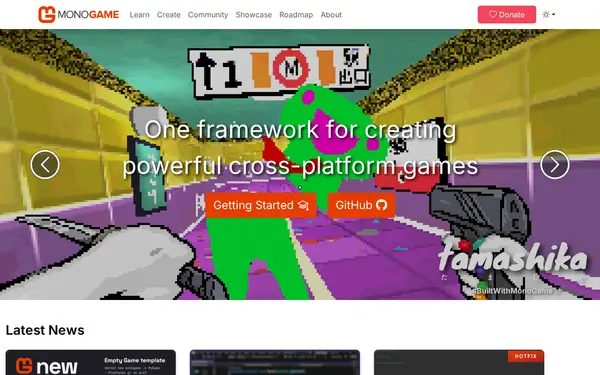 MONOGAME Learn Create Community Showcase Roadmap About Donate
↑1 M 出口
One framework for creating
powerful cross-platform games
Getting Started GitHub
tamashika
#BuiltWithMonoGame
Latest News
new
Empty Game template
HOTFIX